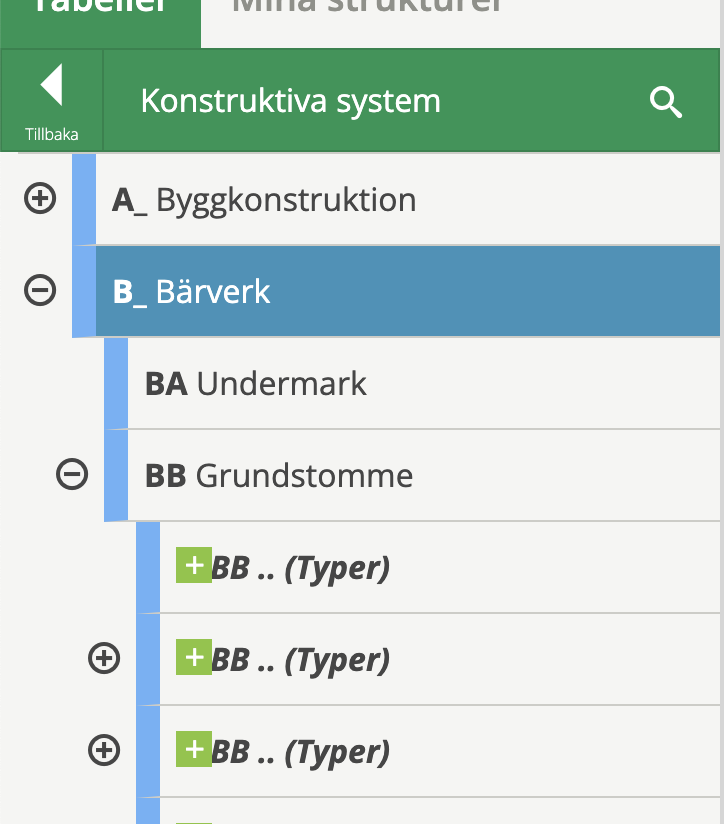 Tabeller Mina strukturer
Tillbaka
Konstruktiva system
A_ Byggkonstruktion
B_ Bärverk
BA Undermark
BB Grundstomme
BB .. (Typer)
BB .. (Typer)
BB .. (Typer)